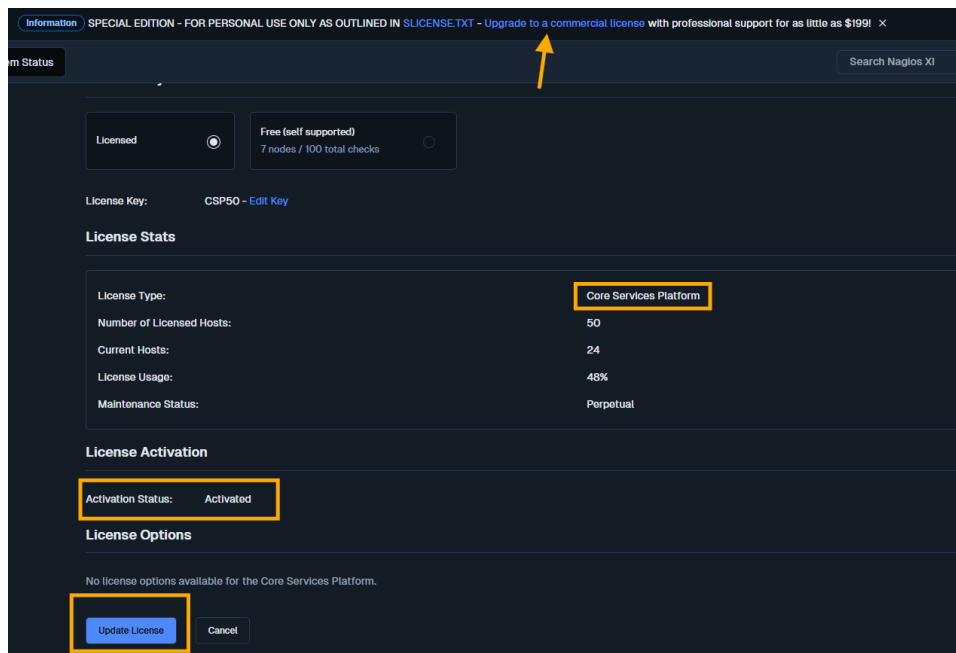 Information SPECIAL EDITION - FOR PERSONAL USE ONLY AS OUTLINED IN SLICENSE.TXT - Upgrade to a commercial license with professional support for as little as $199! ×
em Status
Search Nagios XI
Licensed
Free (self supported)
7 nodes / 100 total checks
License Key: CSP50 - Edit Key
License Stats
License Type: Core Services Platform
Number of Licensed Hosts: 50
Current Hosts: 24
License Usage: 48%
Maintenance Status: Perpetual
License Activation
Activation Status: Activated
License Options
No license options available for the Core Services Platform.
Update License Cancel